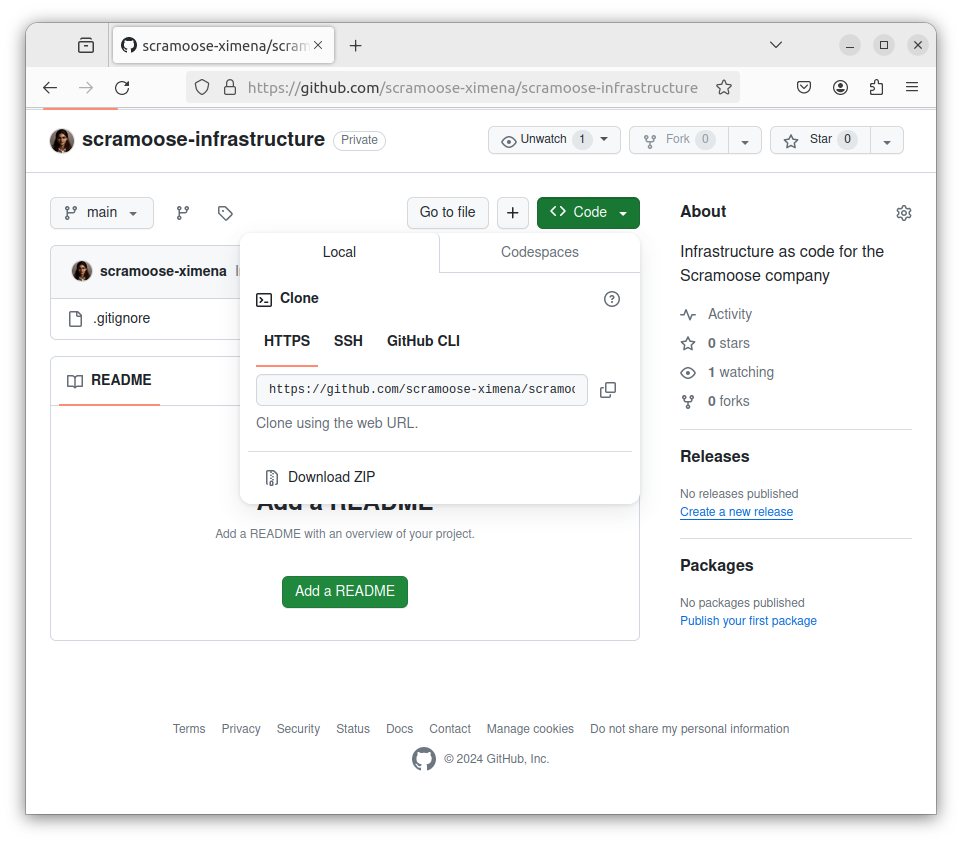 scramoose-ximena/scram
https://github.com/scramoose-ximena/scramoose-infrastructure
scramoose-infrastructure Private
Unwatch 1 Fork 0 Star 0
main Go to file + Code
scramoose-ximena
.gitignore
README
Local Codespaces
Clone
HTTPS SSH GitHub CLI
https://github.com/scramoose-ximena/scramoo
Clone using the web URL.
Download ZIP
Add a README
Add a README with an overview of your project.
Add a README
About
Infrastructure as code for the
Scramoose company
Activity
0 stars
1 watching
0 forks
Releases
No releases published
Create a new release
Packages
No packages published
Publish your first package
Terms Privacy Security Status Docs Contact Manage cookies Do not share my personal information
© 2024 GitHub, Inc.